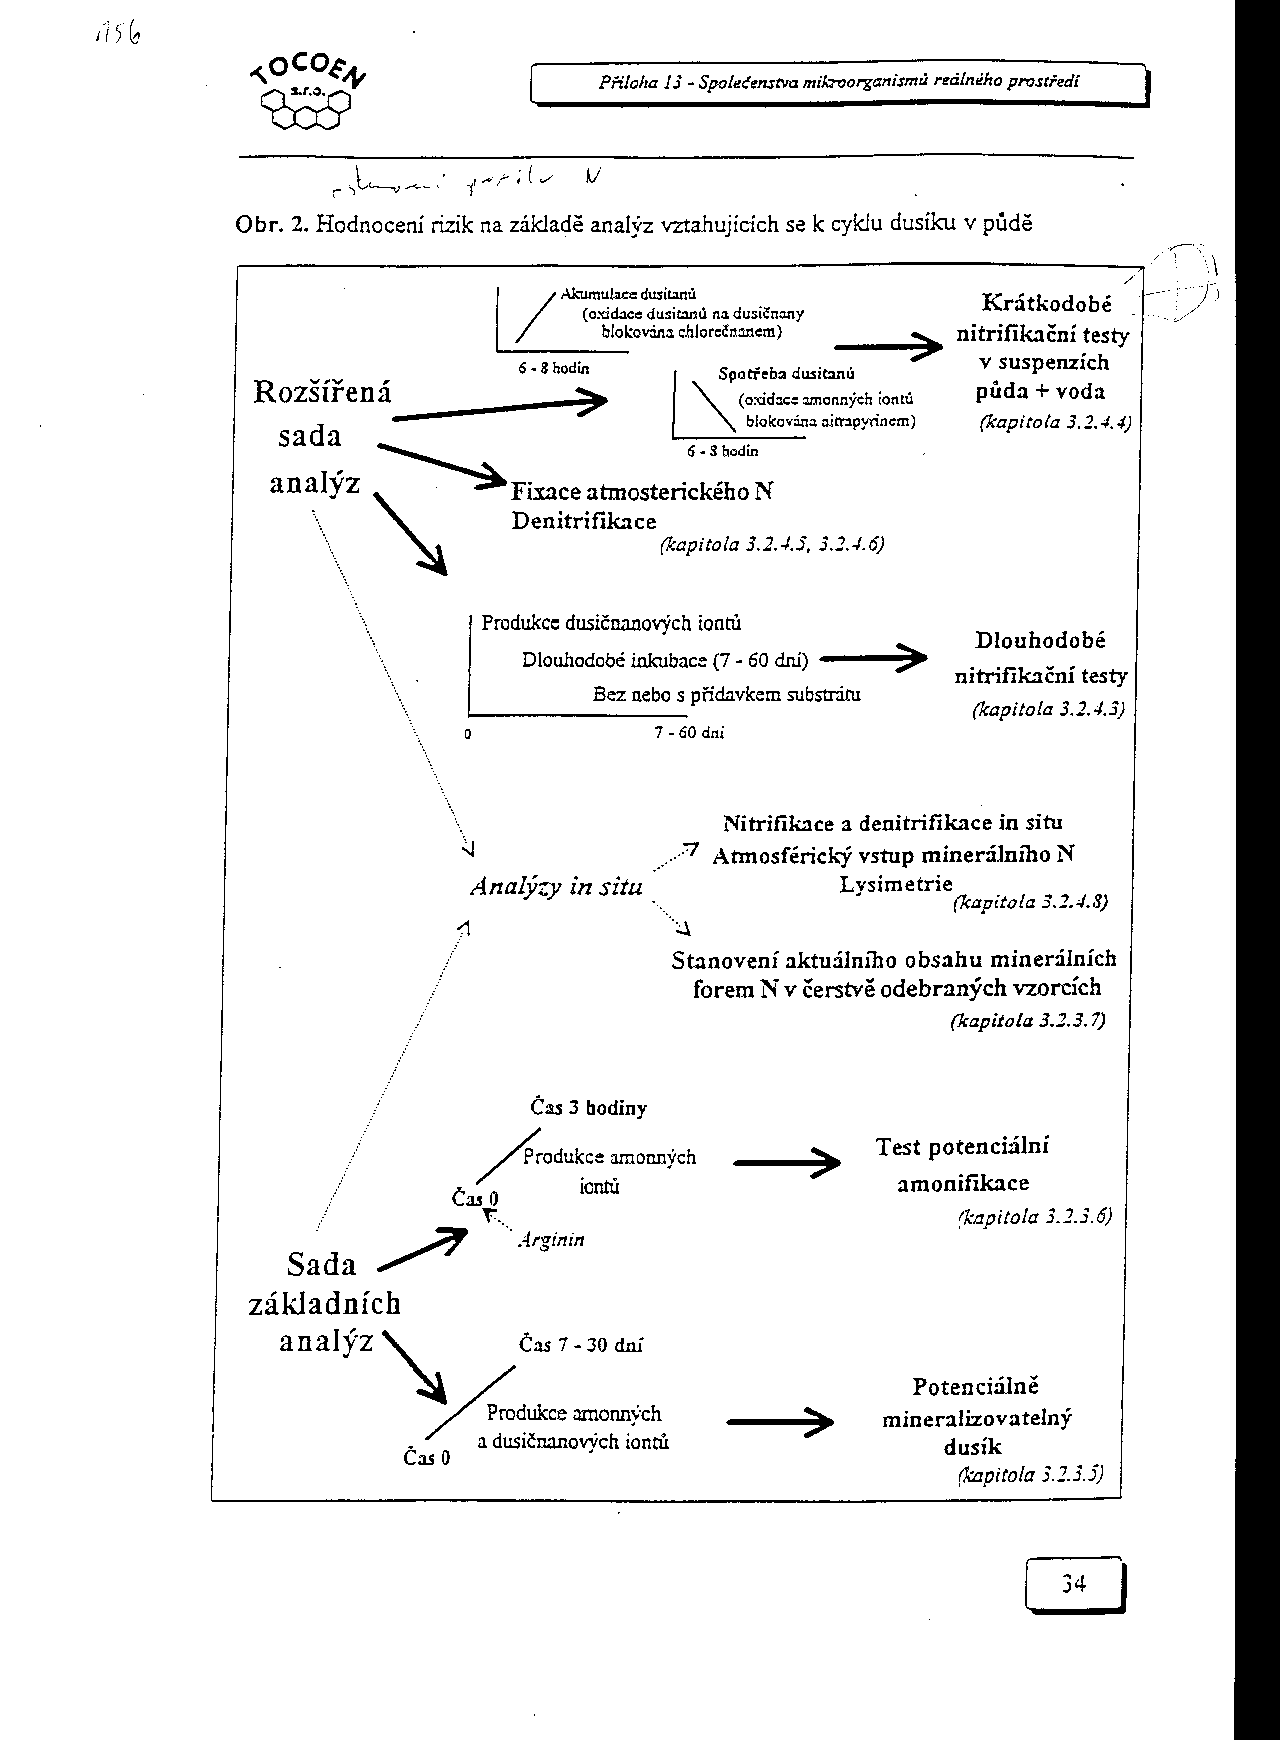 1156
TOCOEN
s.r.o.
Příloha 13 - Společenstva mikroorganismů reálného prostředí
N
Obr. 2. Hodnocení rizik na základě analýz vztahujících se k cyklu dusíku v půdě
Akumulace dusitanů
(oxidace dusitanů na dusičnany
blokována chlorečnanem)
6 - 8 hodin
Krátkodobé
nitrifikační testy
v suspenzích
půda + voda
(kapitola 3.2.4.4)
Spotřeba dusitanů
(oxidace amonných iontů
blokována nitrapyrinem)
6 - 8 hodin
Rozšířená
sada
analýz
Fixace atmosterického N
Denitrifikace
(kapitola 3.2.4.5, 3.2.4.6)
Produkce dusičnanových iontů
Dlouhodobé inkubace (7 - 60 dní)
Bez nebo s přídavkem substrátu
0
7 - 60 dní
Dlouhodobé
nitrifikační testy
(kapitola 3.2.4.3)
Nitrifikace a denitrifikace in situ
Atmosférický vstup minerálního N
Lysimetrie
(kapitola 3.2.4.8)
Analýzy in situ
Stanovení aktuálního obsahu minerálních
forem N v čerstvě odebraných vzorcích
(kapitola 3.2.3.7)
Čas 3 hodiny
Produkce amonných
iontů
Čas 0
Arginin
Test potenciální
amonifikace
(kapitola 3.2.3.6)
Sada
základních
analýz
Čas 7 - 30 dní
Produkce amonných
a dusičnanových iontů
Čas 0
Potenciálně
mineralizovatelný
dusík
(kapitola 3.2.3.5)
34